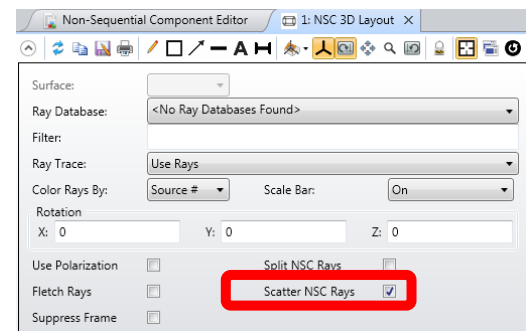 Non-Sequential Component Editor 1: NSC 3D Layout
A H
Surface:
Ray Database: <No Ray Databases Found>
Filter:
Ray Trace: Use Rays
Color Rays By: Source # Scale Bar: On
Rotation
X: 0 Y: 0 Z: 0
Use Polarization Split NSC Rays
Fletch Rays Scatter NSC Rays
Suppress Frame